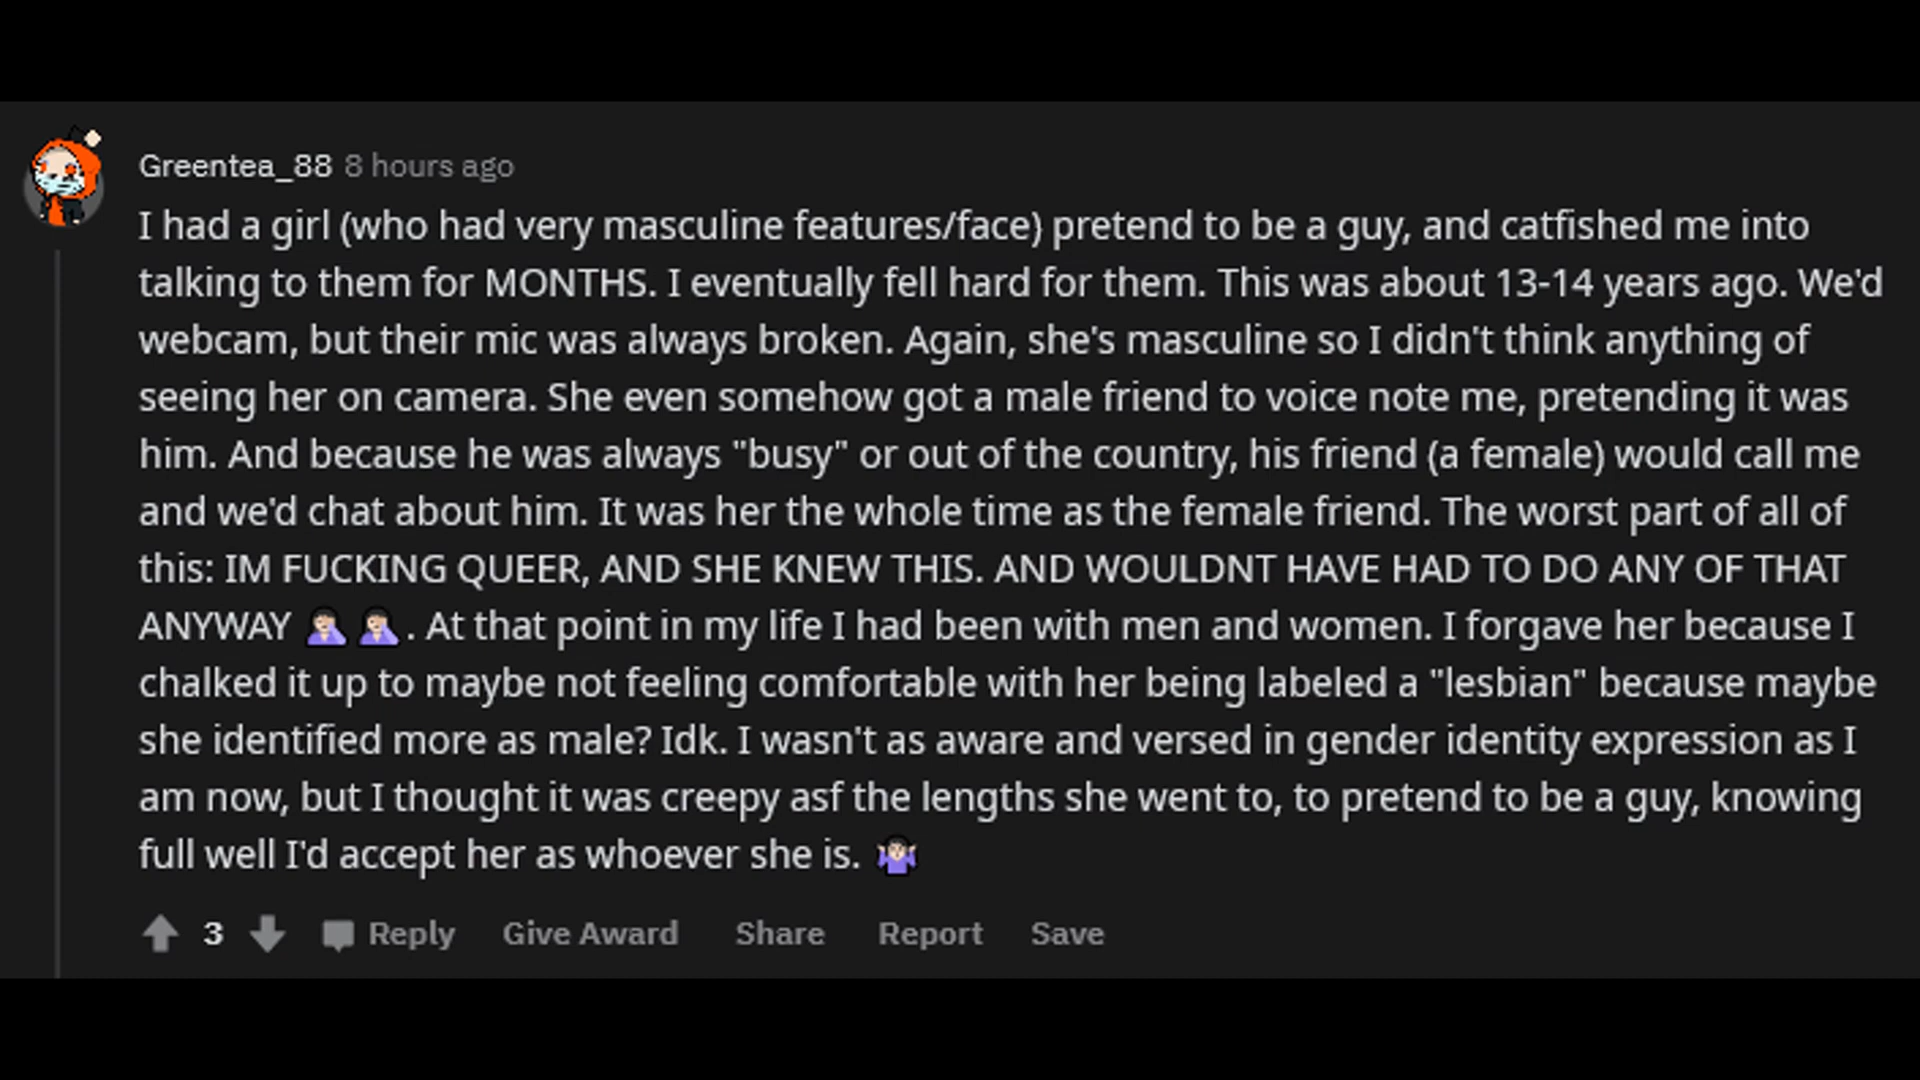 Greentea_88 8 hours ago
I had a girl (who had very masculine features/face) pretend to be a guy, and catfished me into
talking to them for MONTHS. I eventually fell hard for them. This was about 13-14 years ago. We'd
webcam, but their mic was always broken. Again, she's masculine so I didn't think anything of
seeing her on camera. She even somehow got a male friend to voice note me, pretending it was
him. And because he was always "busy" or out of the country, his friend (a female) would call me
and we'd chat about him. It was her the whole time as the female friend. The worst part of all of
this: IM FUCKING QUEER, AND SHE KNEW THIS. AND WOULDNT HAVE HAD TO DO ANY OF THAT
ANYWAY 🤦🏻‍♀️🤦🏻‍♀️. At that point in my life I had been with men and women. I forgave her because I
chalked it up to maybe not feeling comfortable with her being labeled a "lesbian" because maybe
she identified more as male? Idk. I wasn't as aware and versed in gender identity expression as I
am now, but I thought it was creepy asf the lengths she went to, to pretend to be a guy, knowing
full well I'd accept her as whoever she is. 🤷🏻‍♀️
3 Reply Give Award Share Report Save